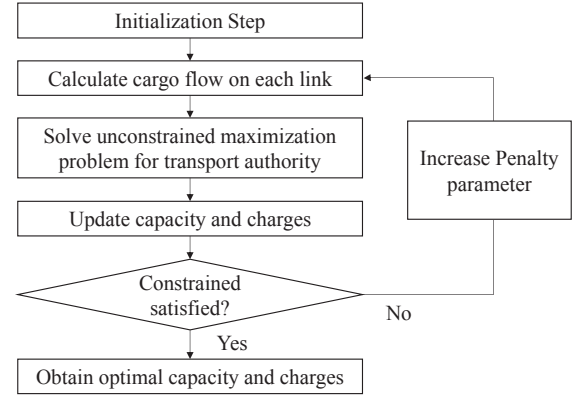 Initialization Step
Calculate cargo flow on each link
Solve unconstrained maximization
problem for transport authority
Increase Penalty
parameter
Update capacity and charges
Constrained
satisfied?
No
Yes
Obtain optimal capacity and charges